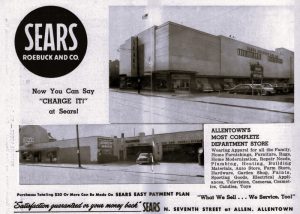 SEARS
ROEBUCK AND CO.
Now You Can Say
"CHARGE IT!"
at Sears!
ALLENTOWN'S
MOST COMPLETE
DEPARTMENT STORE
Wearing Apparel for all the Family,
Home Furnishings, Furniture, Rugs,
Home Modernization, Repair Needs,
Plumbing, Heating, Building
Materials, Auto Store, Farm Store,
Hardware, Garden Shop, Paints,
Sporting Goods, Electrical Appli-
ances, Curtains, Cameras, Cosmet-
ics, Candies, Toys
Purchases Totaling $20 Or More Can Be Made On SEARS EASY PAYMENT PLAN
"What We Sell . . . We Service, Too!"
Satisfaction guaranteed or your money back" SEARS N. SEVENTH STREET at ALLEN, ALLENTOWN